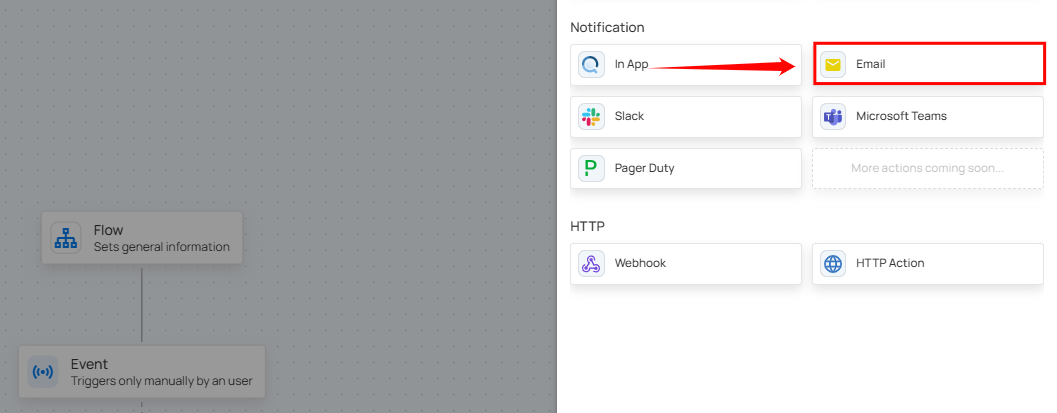 Notification
In App
Email
Slack
Microsoft Teams
Pager Duty
More actions coming soon...
HTTP
Webhook
HTTP Action
Flow
Sets general information
Event
Triggers only manually by an user